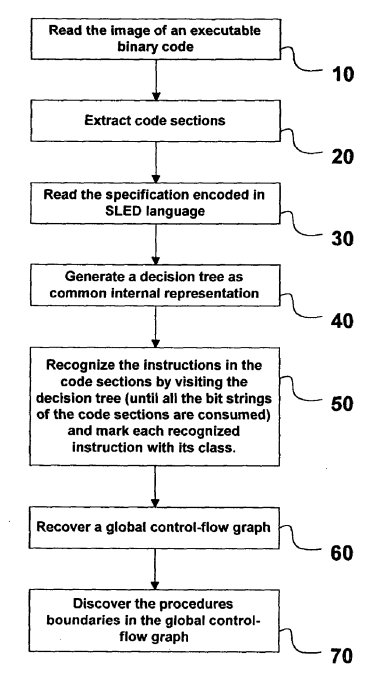 Read the image of an executable
binary code
10
Extract code sections
20
Read the specification encoded in
SLED language
30
Generate a decision tree as
common internal representation
40
Recognize the instructions in the
code sections by visiting the
decision tree (until all the bit strings
of the code sections are consumed)
and mark each recognized
instruction with its class.
50
Recover a global control-flow graph
60
Discover the procedures
boundaries in the global control-
flow graph
70